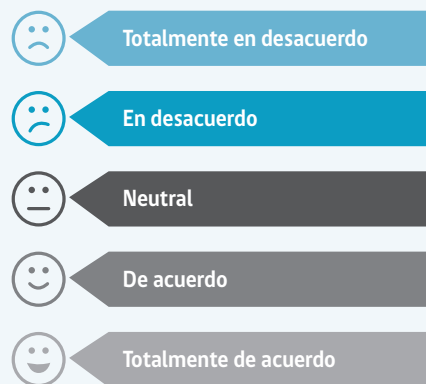 Totalmente en desacuerdo
En desacuerdo
Neutral
De acuerdo
Totalmente de acuerdo